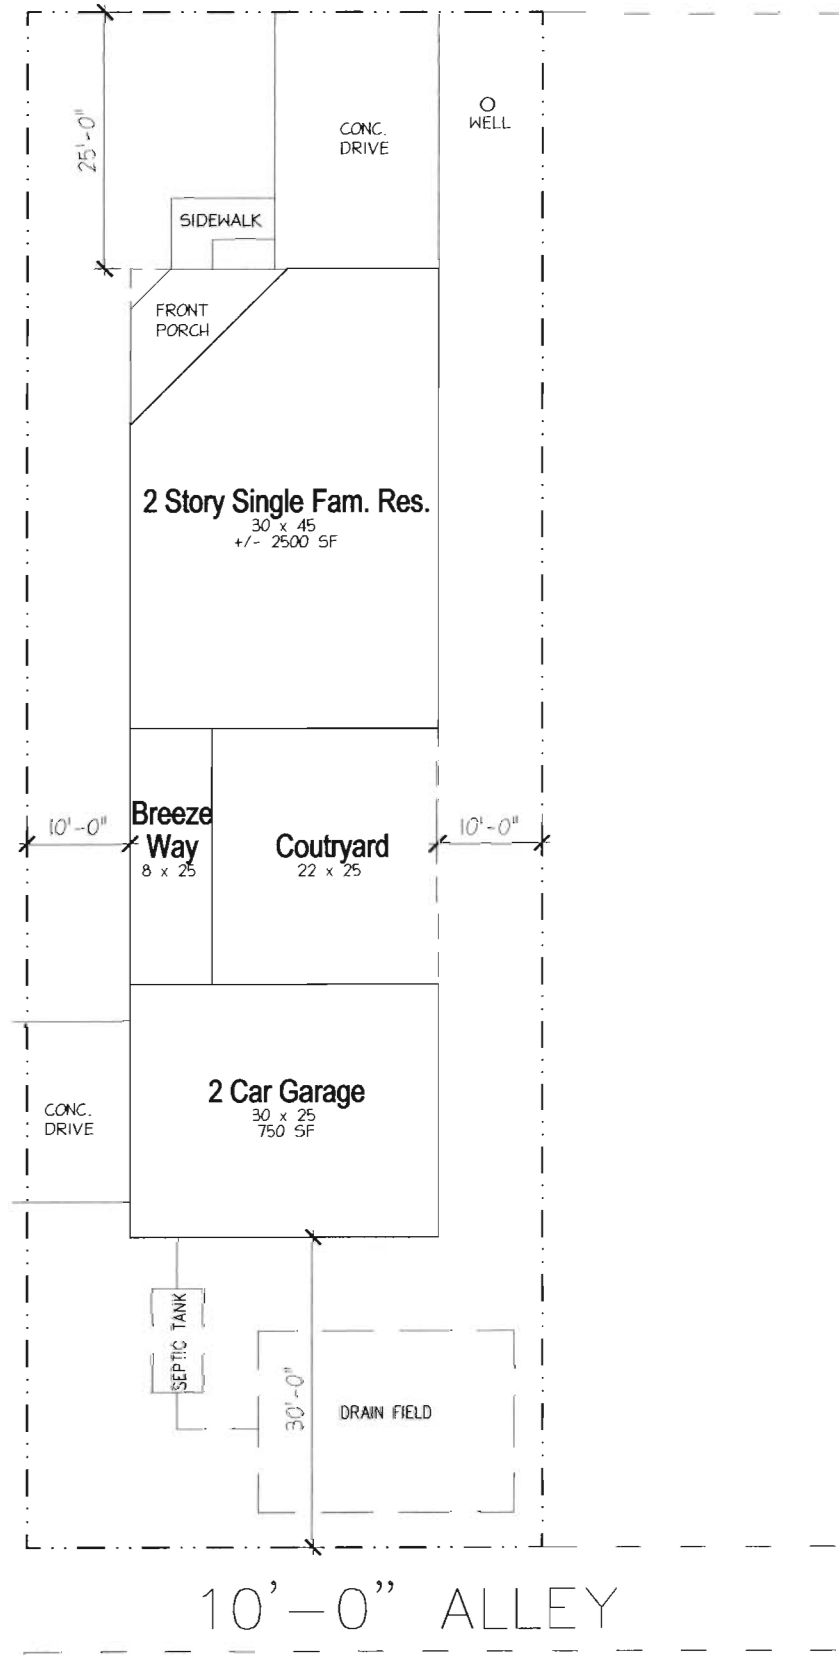 25'-0"
CONC.
DRIVE
WELL
SIDEWALK
FRONT
PORCH
2 Story Single Fam. Res.
30 x 45
+/- 2500 SF
10'-0"
Breeze
Way
8 x 25
Coutryard
22 x 25
10'-0"
2 Car Garage
30 x 25
750 SF
CONC.
DRIVE
SEPTIC TANK
30'-0"
DRAIN FIELD
10'-0" ALLEY